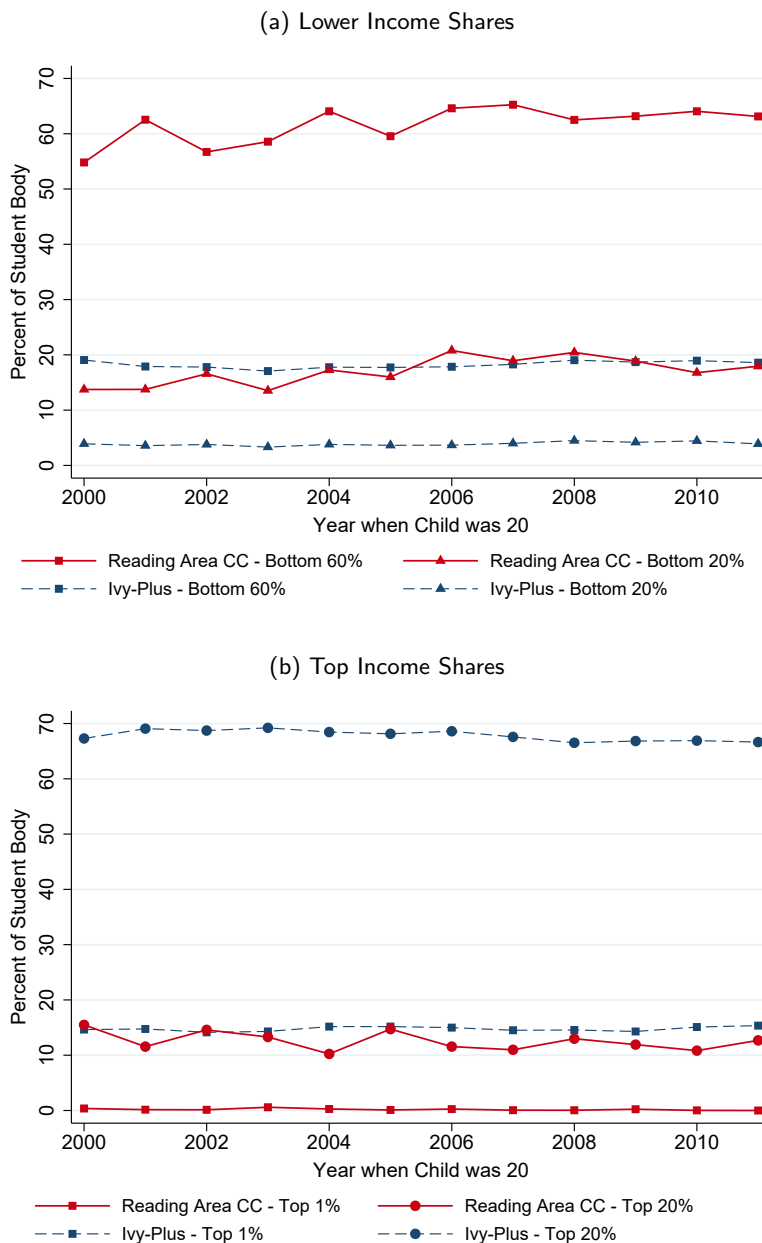 (a) Lower Income Shares
Percent of Student Body
70
60
50
40
30
20
10
0
2000 2002 2004 2006 2008 2010
Year when Child was 20
Reading Area CC - Bottom 60% Reading Area CC - Bottom 20%
Ivy-Plus - Bottom 60% Ivy-Plus - Bottom 20%
(b) Top Income Shares
Percent of Student Body
70
60
50
40
30
20
10
0
2000 2002 2004 2006 2008 2010
Year when Child was 20
Reading Area CC - Top 1% Reading Area CC - Top 20%
Ivy-Plus - Top 1% Ivy-Plus - Top 20%